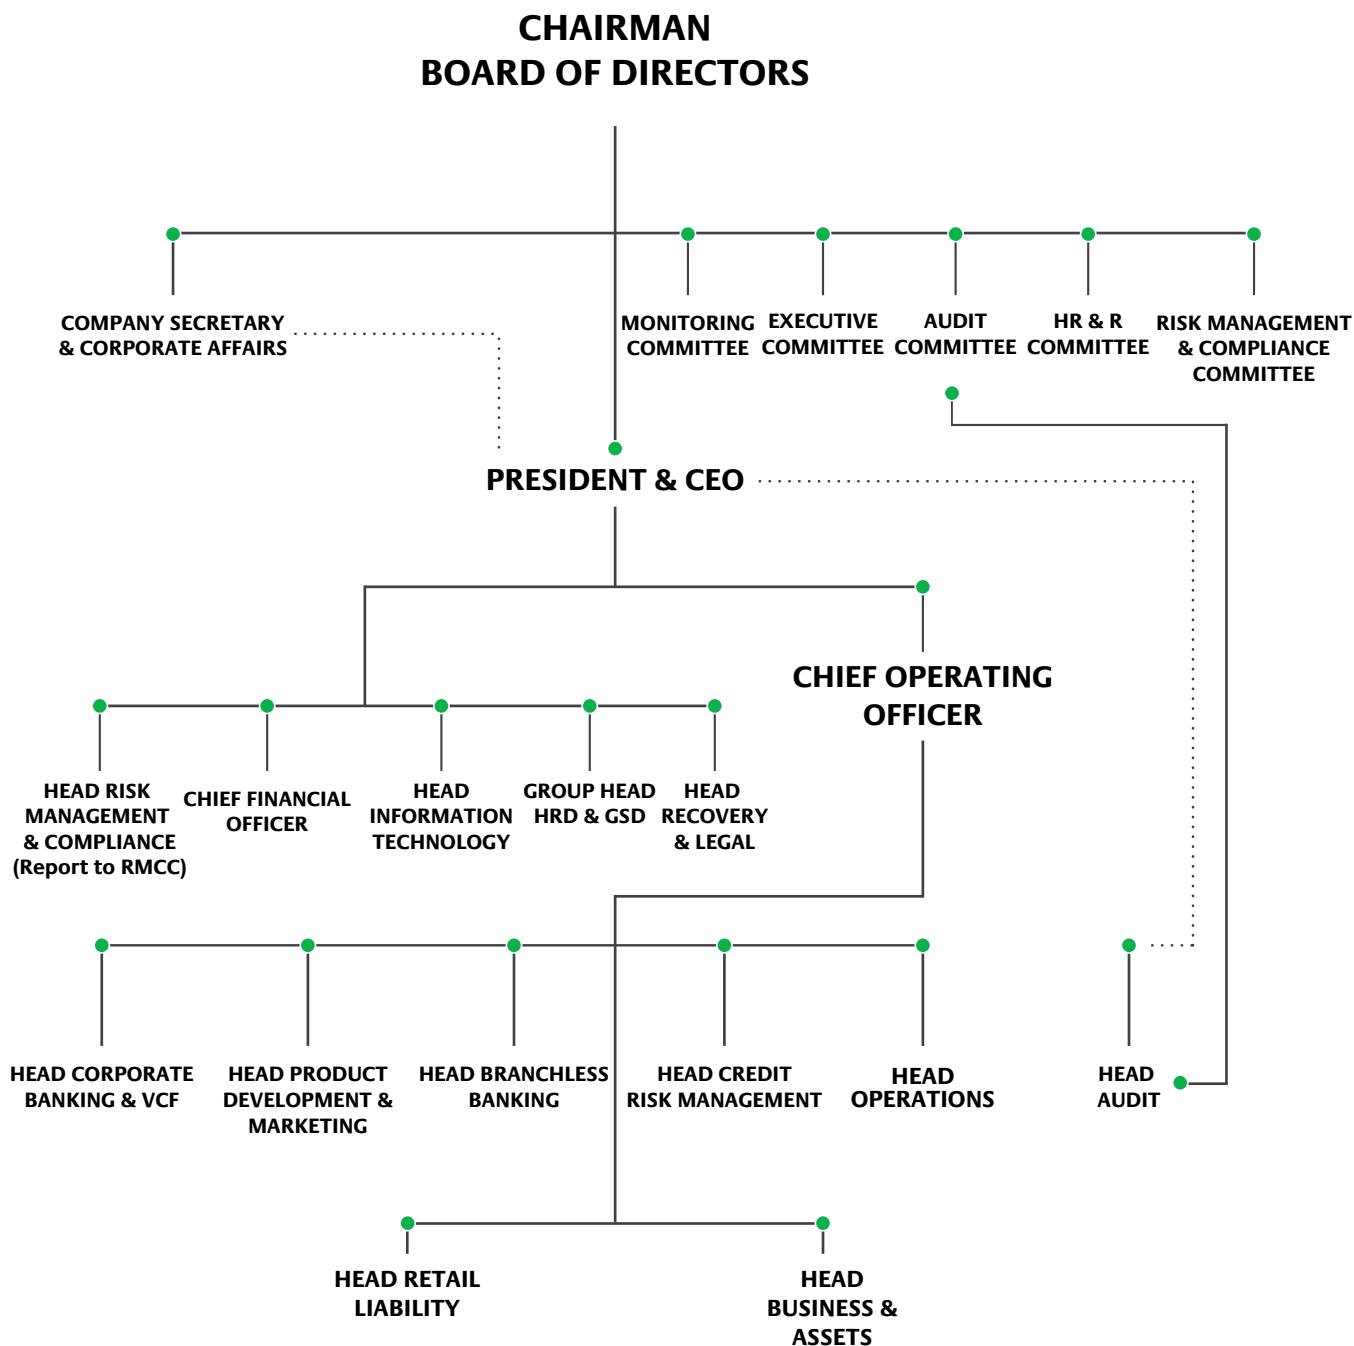 CHAIRMAN
BOARD OF DIRECTORS
COMPANY SECRETARY
& CORPORATE AFFAIRS
MONITORING
COMMITTEE
EXECUTIVE
COMMITTEE
AUDIT
COMMITTEE
HR & R
COMMITTEE
RISK MANAGEMENT
& COMPLIANCE
COMMITTEE
PRESIDENT & CEO
CHIEF OPERATING
OFFICER
HEAD RISK
MANAGEMENT
& COMPLIANCE
(Report to RMCC)
CHIEF FINANCIAL
OFFICER
HEAD
INFORMATION
TECHNOLOGY
GROUP HEAD
HRD & GSD
HEAD
RECOVERY
& LEGAL
HEAD CORPORATE
BANKING & VCF
HEAD PRODUCT
DEVELOPMENT &
MARKETING
HEAD BRANCHLESS
BANKING
HEAD CREDIT
RISK MANAGEMENT
HEAD
OPERATIONS
HEAD
AUDIT
HEAD RETAIL
LIABILITY
HEAD
BUSINESS &
ASSETS